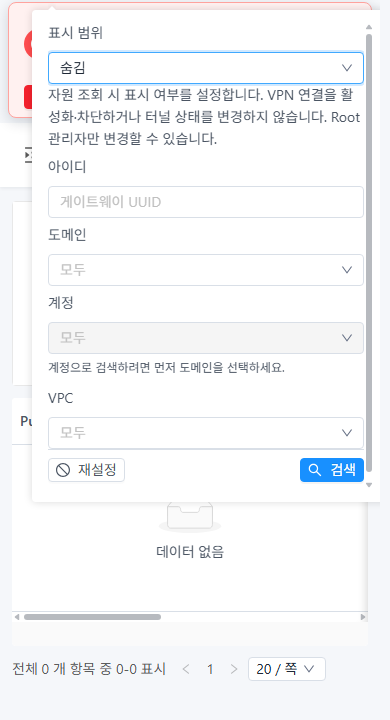 표시 범위
숨김
자원 조회 시 표시 여부를 설정합니다. VPN 연결을 활
성화·차단하거나 터널 상태를 변경하지 않습니다. Root
관리자만 변경할 수 있습니다.
아이디
게이트웨이 UUID
도메인
모두
계정
모두
계정으로 검색하려면 먼저 도메인을 선택하세요.
VPC
모두
재설정
검색
데이터 없음
전체 0 개 항목 중 0-0 표시
1
20 / 쪽